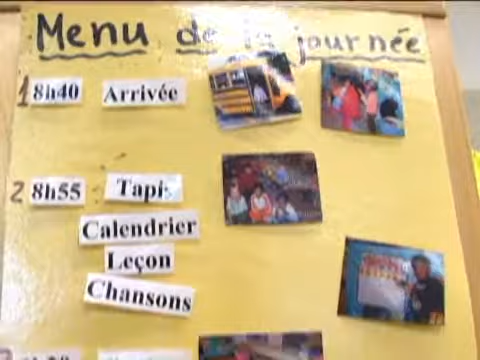 Menu de la journée
1 8h40 Arrivée
2 8h55 Tapis
Calendrier
Leçon
Chansons